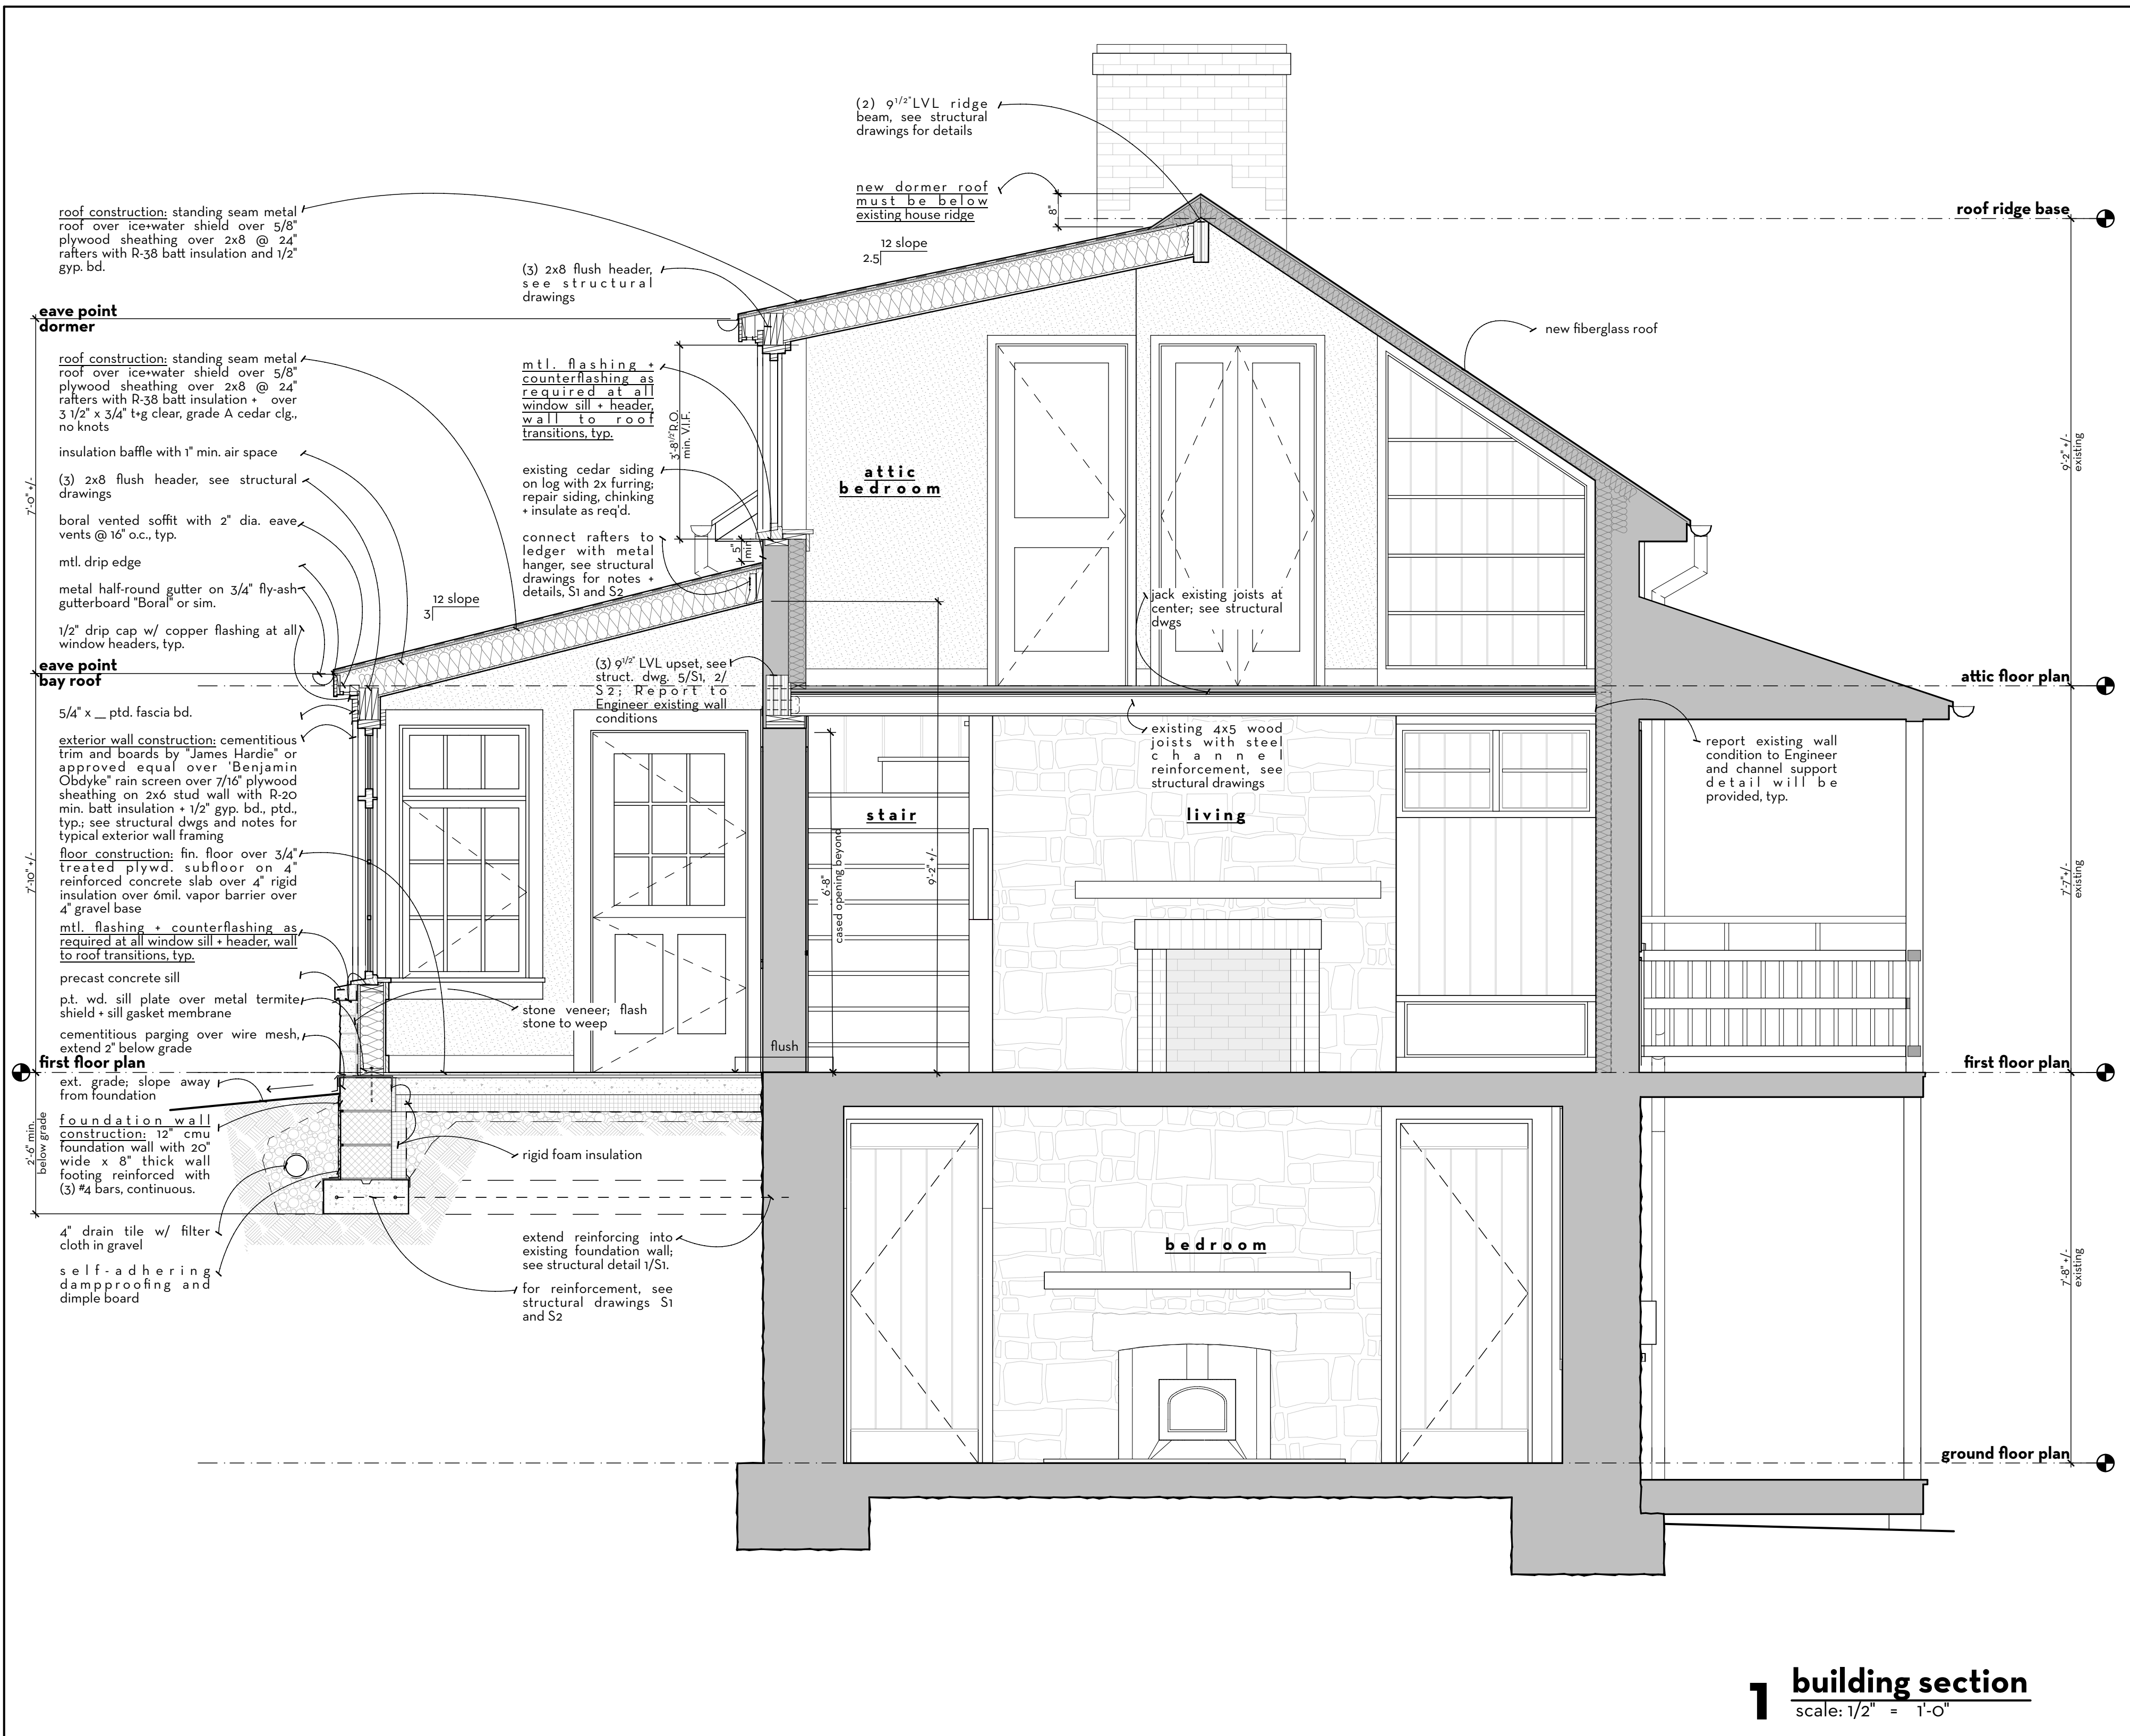 (2) 9 1/2" LVL ridge
beam, see structural
drawings for details
new dormer roof
must be below
existing house ridge
8"
12 slope
2.5
roof ridge base
roof construction: standing seam metal
roof over ice+water shield over 5/8"
plywood sheathing over 2x8 @ 24"
rafters with R-38 batt insulation and 1/2"
gyp. bd.
(3) 2x8 flush header,
see structural
drawings
eave point
dormer
new fiberglass roof
roof construction: standing seam metal
roof over ice+water shield over 5/8"
plywood sheathing over 2x8 @ 24"
rafters with R-38 batt insulation + over
3 1/2" x 3/4" t+g clear, grade A cedar clg.,
no knots
mtl. flashing +
counterflashing as
required at all
window sill + header,
wall to roof
transitions, typ.
3'-8 1/2" R.O.
min. V.I.F.
9'-2" +/-
existing
7'-0" +/-
insulation baffle with 1" min. air space
(3) 2x8 flush header, see structural
drawings
boral vented soffit with 2" dia. eave
vents @ 16" o.c., typ.
mtl. drip edge
metal half-round gutter on 3/4" fly-ash
gutterboard "Boral" or sim.
1/2" drip cap w/ copper flashing at all
window headers, typ.
existing cedar siding
on log with 2x furring;
repair siding, chinking
+ insulate as req'd.
connect rafters to
ledger with metal
hanger, see structural
drawings for notes +
details, S1 and S2
5"
min
attic
bedroom
jack existing joists at
center; see structural
dwgs
12 slope
3
eave point
bay roof
(3) 9 1/2" LVL upset, see
struct. dwg. 5/S1, 2/
S2; Report to
Engineer existing wall
conditions
attic floor plan
5/4" x __ ptd. fascia bd.
exterior wall construction: cementitious
trim and boards by "James Hardie" or
approved equal over 'Benjamin
Obdyke" rain screen over 7/16" plywood
sheathing on 2x6 stud wall with R-20
min. batt insulation + 1/2" gyp. bd., ptd.,
typ.; see structural dwgs and notes for
typical exterior wall framing
existing 4x5 wood
joists with steel
channel
reinforcement, see
structural drawings
report existing wall
condition to Engineer
and channel support
detail will be
provided, typ.
stair
living
7'-10" +/-
floor construction: fin. floor over 3/4"
treated plywd. subfloor on 4"
reinforced concrete slab over 4" rigid
insulation over 6mil. vapor barrier over
4" gravel base
6'-8"
cased opening beyond
9'-2" +/-
7'-7" +/-
existing
mtl. flashing + counterflashing as
required at all window sill + header, wall
to roof transitions, typ.
precast concrete sill
p.t. wd. sill plate over metal termite
shield + sill gasket membrane
cementitious parging over wire mesh,
extend 2" below grade
stone veneer; flash
stone to weep
flush
first floor plan
first floor plan
ext. grade; slope away
from foundation
foundation wall
construction: 12" cmu
foundation wall with 20"
wide x 8" thick wall
footing reinforced with
(3) #4 bars, continuous.
2'-6" min.
below grade
rigid foam insulation
4" drain tile w/ filter
cloth in gravel
self-adhering
dampproofing and
dimple board
extend reinforcing into
existing foundation wall;
see structural detail 1/S1.
for reinforcement, see
structural drawings S1
and S2
bedroom
7'-8" +/-
existing
ground floor plan
1
building section
scale: 1/2" = 1'-0"